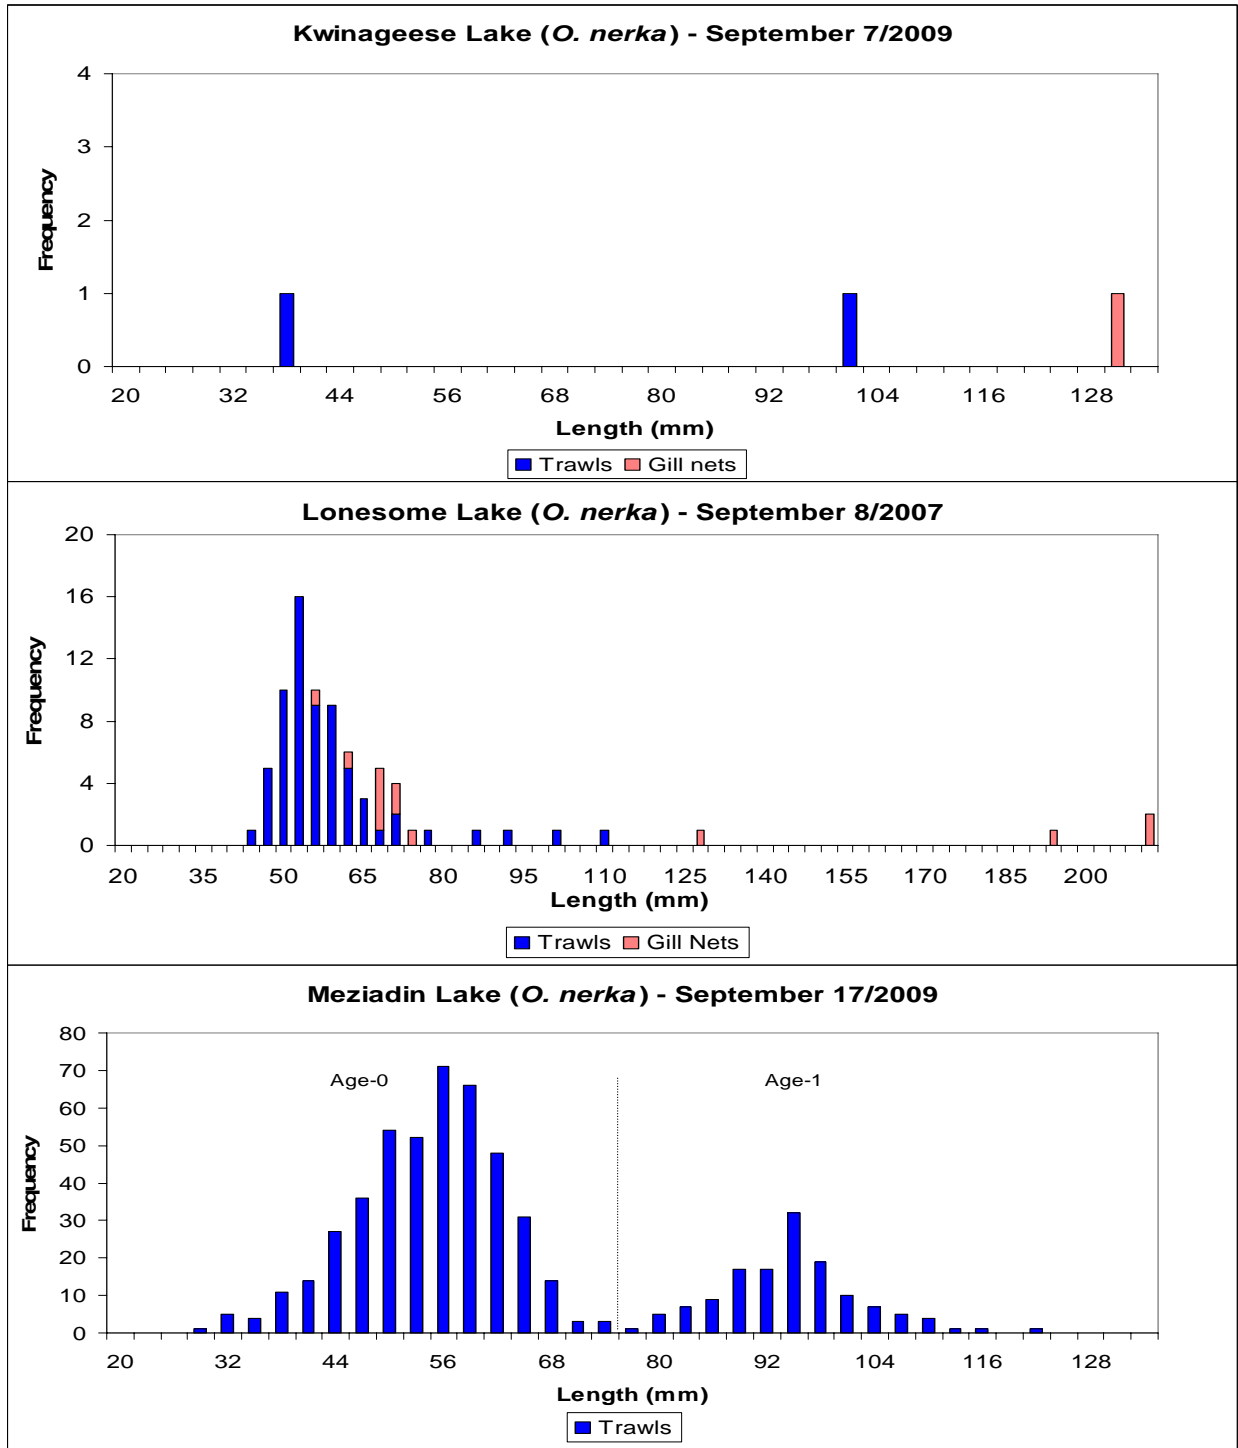 Kwinageese Lake (O. nerka) - September 7/2009
4
3
2
1
0
Frequency
20 32 44 56 68 80 92 104 116 128
Length (mm)
Trawls Gill nets
Lonesome Lake (O. nerka) - September 8/2007
20
16
12
8
4
0
Frequency
20 35 50 65 80 95 110 125 140 155 170 185 200
Length (mm)
Trawls Gill Nets
Meziadin Lake (O. nerka) - September 17/2009
80
70
60
50
40
30
20
10
0
Frequency
Age-0 Age-1
20 32 44 56 68 80 92 104 116 128
Length (mm)
Trawls